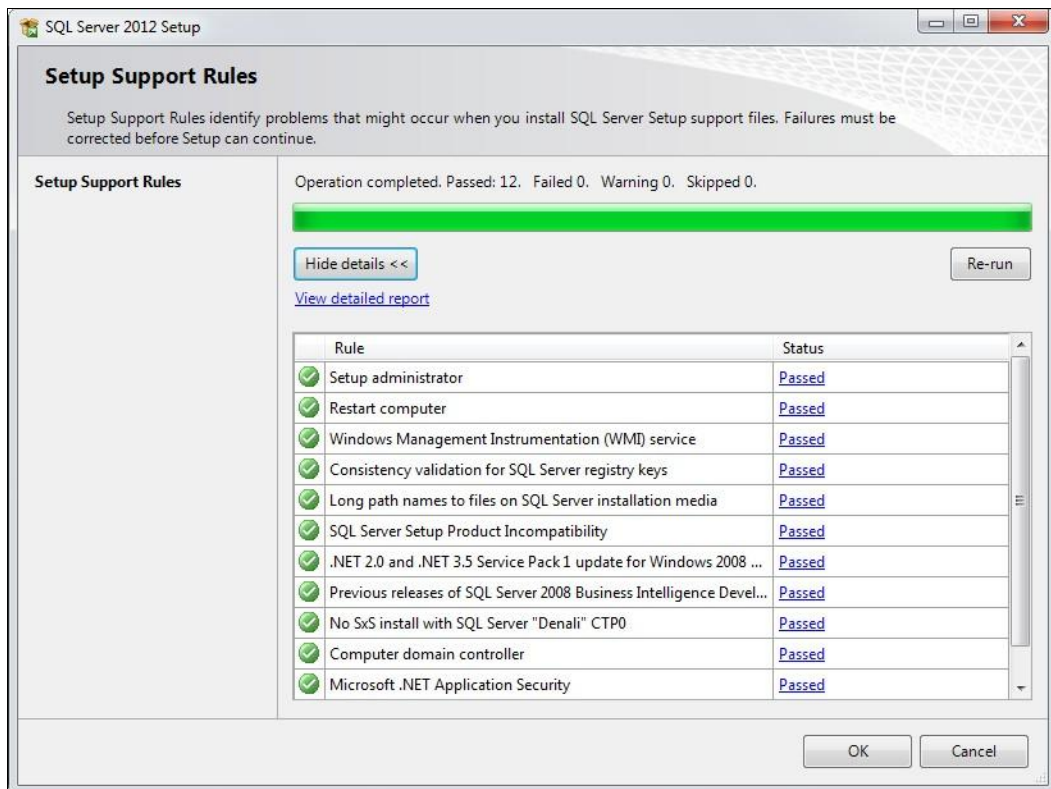 SQL Server 2012 Setup
Setup Support Rules
Setup Support Rules identify problems that might occur when you install SQL Server Setup support files. Failures must be
corrected before Setup can continue.
Setup Support Rules
Operation completed. Passed: 12.   Failed 0.   Warning 0.   Skipped 0.
Hide details <<
Re-run
View detailed report
Rule Status
Setup administrator Passed
Restart computer Passed
Windows Management Instrumentation (WMI) service Passed
Consistency validation for SQL Server registry keys Passed
Long path names to files on SQL Server installation media Passed
SQL Server Setup Product Incompatibility Passed
.NET 2.0 and .NET 3.5 Service Pack 1 update for Windows 2008 ... Passed
Previous releases of SQL Server 2008 Business Intelligence Devel... Passed
No SxS install with SQL Server "Denali" CTP0 Passed
Computer domain controller Passed
Microsoft .NET Application Security Passed
OK Cancel